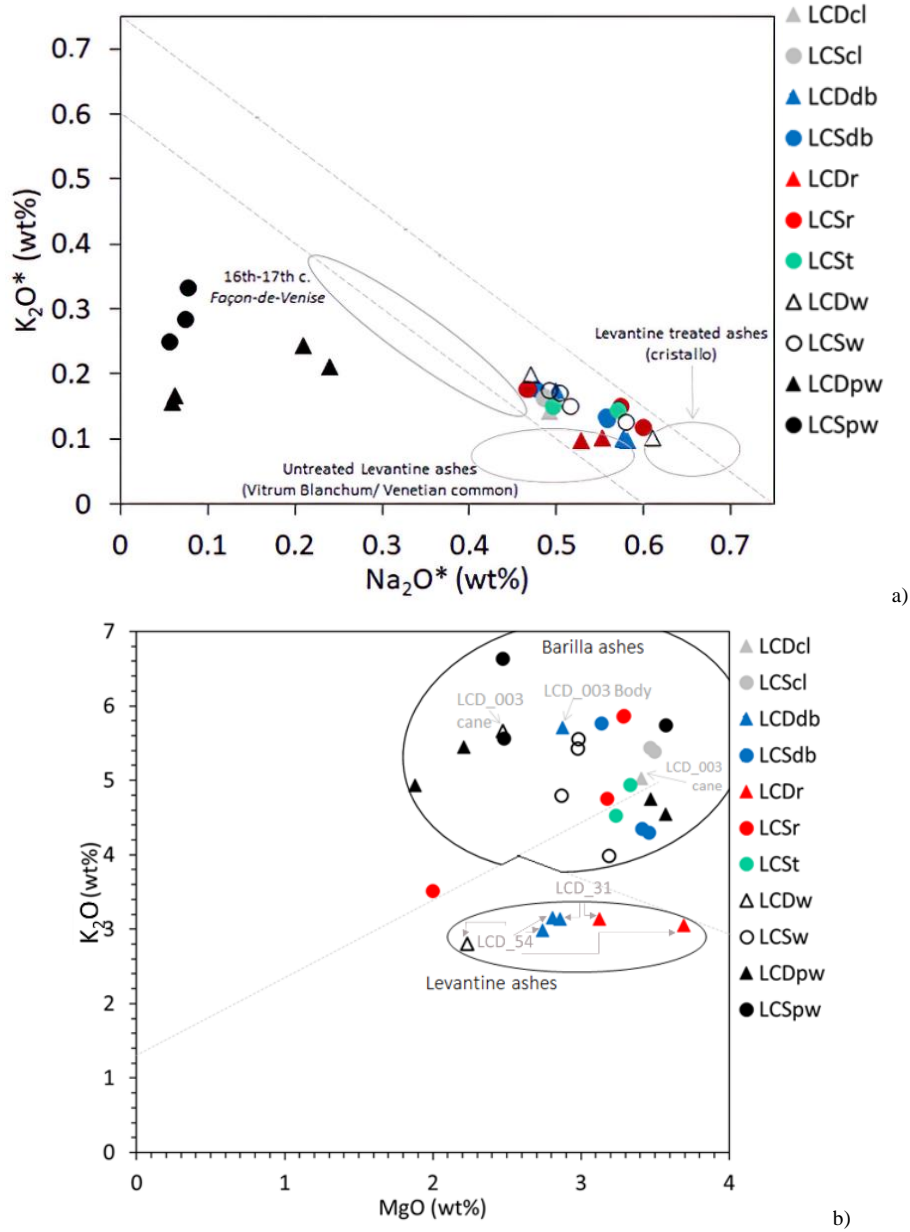 0.7
0.6
0.5
0.4
0.3
0.2
0.1
0
K₂O* (wt%)
16th-17th c.
Façon-de-Venise
Levantine treated ashes
(cristallo)
Untreated Levantine ashes
(Vitrum Blanchum/ Venetian common)
0 0.1 0.2 0.3 0.4 0.5 0.6 0.7
Na₂O* (wt%)
LCDcl
LCScl
LCDdb
LCSdb
LCDr
LCSr
LCSt
LCDw
LCSw
LCDpw
LCSpw
a)
7
6
5
4
3
2
1
0
K₂O (wt%)
Barilla ashes
LCD_003
cane
LCD_003 Body
LCD_003
cane
LCD_31
LCD_54
Levantine ashes
0 1 2 3 4
MgO (wt%)
LCDcl
LCScl
LCDdb
LCSdb
LCDr
LCSr
LCSt
LCDw
LCSw
LCDpw
LCSpw
b)